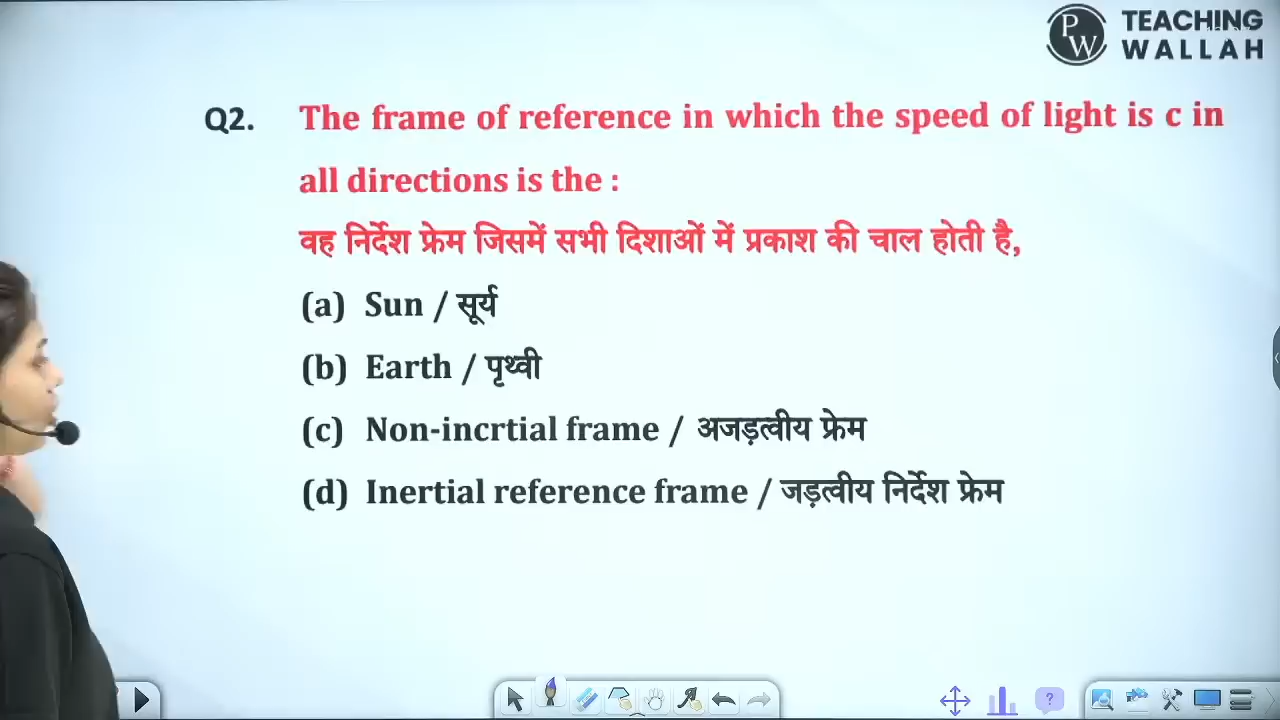 PW
TEACHING
WALLAH
Q2. The frame of reference in which the speed of light is c in
all directions is the :
वह निर्देश फ्रेम जिसमें सभी दिशाओं में प्रकाश की चाल होती है,
(a) Sun / सूर्य
(b) Earth / पृथ्वी
(c) Non-incrtial frame / अजड़त्वीय फ्रेम
(d) Inertial reference frame / जड़त्वीय निर्देश फ्रेम